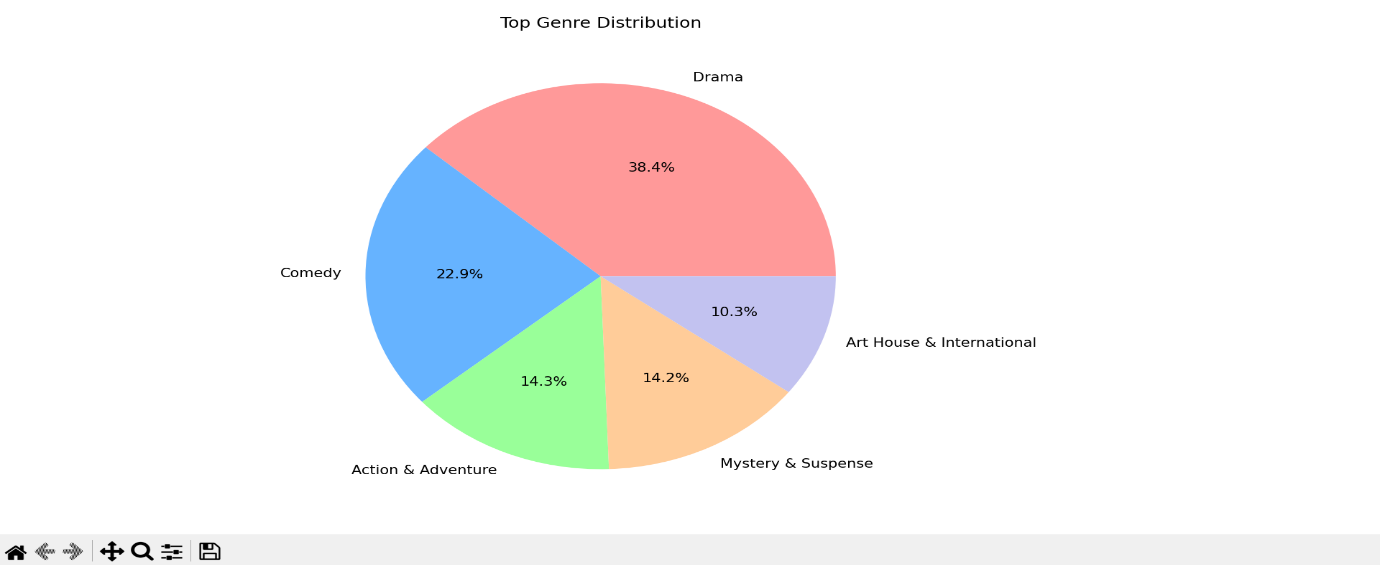 Top Genre Distribution
Drama
38.4%
Comedy
22.9%
10.3%
Art House & International
14.3%
14.2%
Action & Adventure
Mystery & Suspense